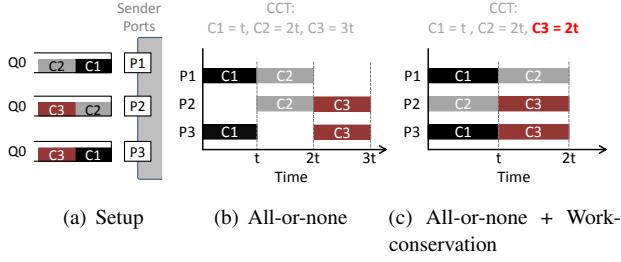 Sender
Ports
Q0 C2 C1 P1
Q0 C3 C2 P2
Q0 C3 C1 P3
(a) Setup
CCT:
C1 = t, C2 = 2t, C3 = 3t
P1 C1 C2
P2 C2 C3
P3 C1 C3
t 2t 3t
Time
(b) All-or-none
CCT:
C1 = t , C2 = 2t, C3 = 2t
P1 C1 C2
P2 C2 C3
P3 C1 C3
t 2t
Time
(c) All-or-none + Work-
conservation